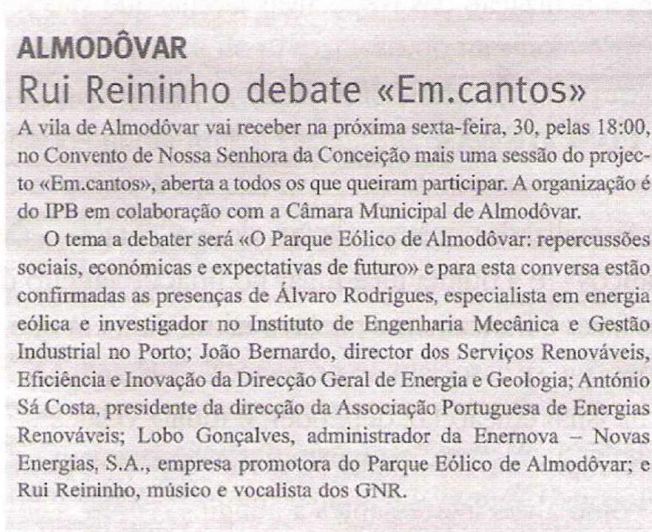 ALMODÔVAR
Rui Reininho debate «Em.cantos»
A vila de Almodôvar vai receber na próxima sexta-feira, 30, pelas 18:00,
no Convento de Nossa Senhora da Conceição mais uma sessão do projec-
to «Em.cantos», aberta a todos os que queiram participar. A organização é
do IPB em colaboração com a Câmara Municipal de Almodôvar.
O tema a debater será «O Parque Eólico de Almodôvar: repercussões
sociais, económicas e expectativas de futuro» e para esta conversa estão
confirmadas as presenças de Álvaro Rodrigues, especialista em energia
eólica e investigador no Instituto de Engenharia Mecânica e Gestão
Industrial no Porto; João Bernardo, director dos Serviços Renováveis,
Eficiência e Inovação da Direcção Geral de Energia e Geologia; António
Sá Costa, presidente da direcção da Associação Portuguesa de Energias
Renováveis; Lobo Gonçalves, administrador da Enernova – Novas
Energias, S.A., empresa promotora do Parque Eólico de Almodôvar; e
Rui Reininho, músico e vocalista dos GNR.